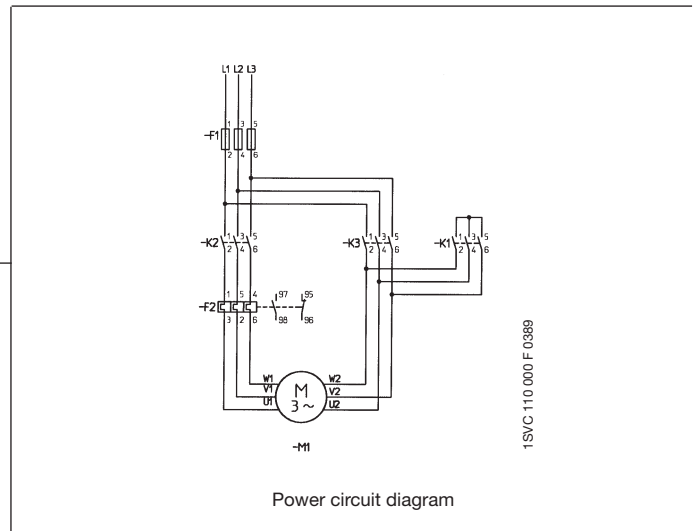 L1 L2 L3
-F1 1 3 5
2 4 6
-K2 1 3 5
2 4 6
-K3 1 3 5
2 4 6
-K1 1 3 5
2 4 6
-F2 1 5 4
3 2 6
97 95
98 96
W1 W2
V1 M V2
U1 3 ~ U2
-M1
1SVC 110 000 F 0389
Power circuit diagram